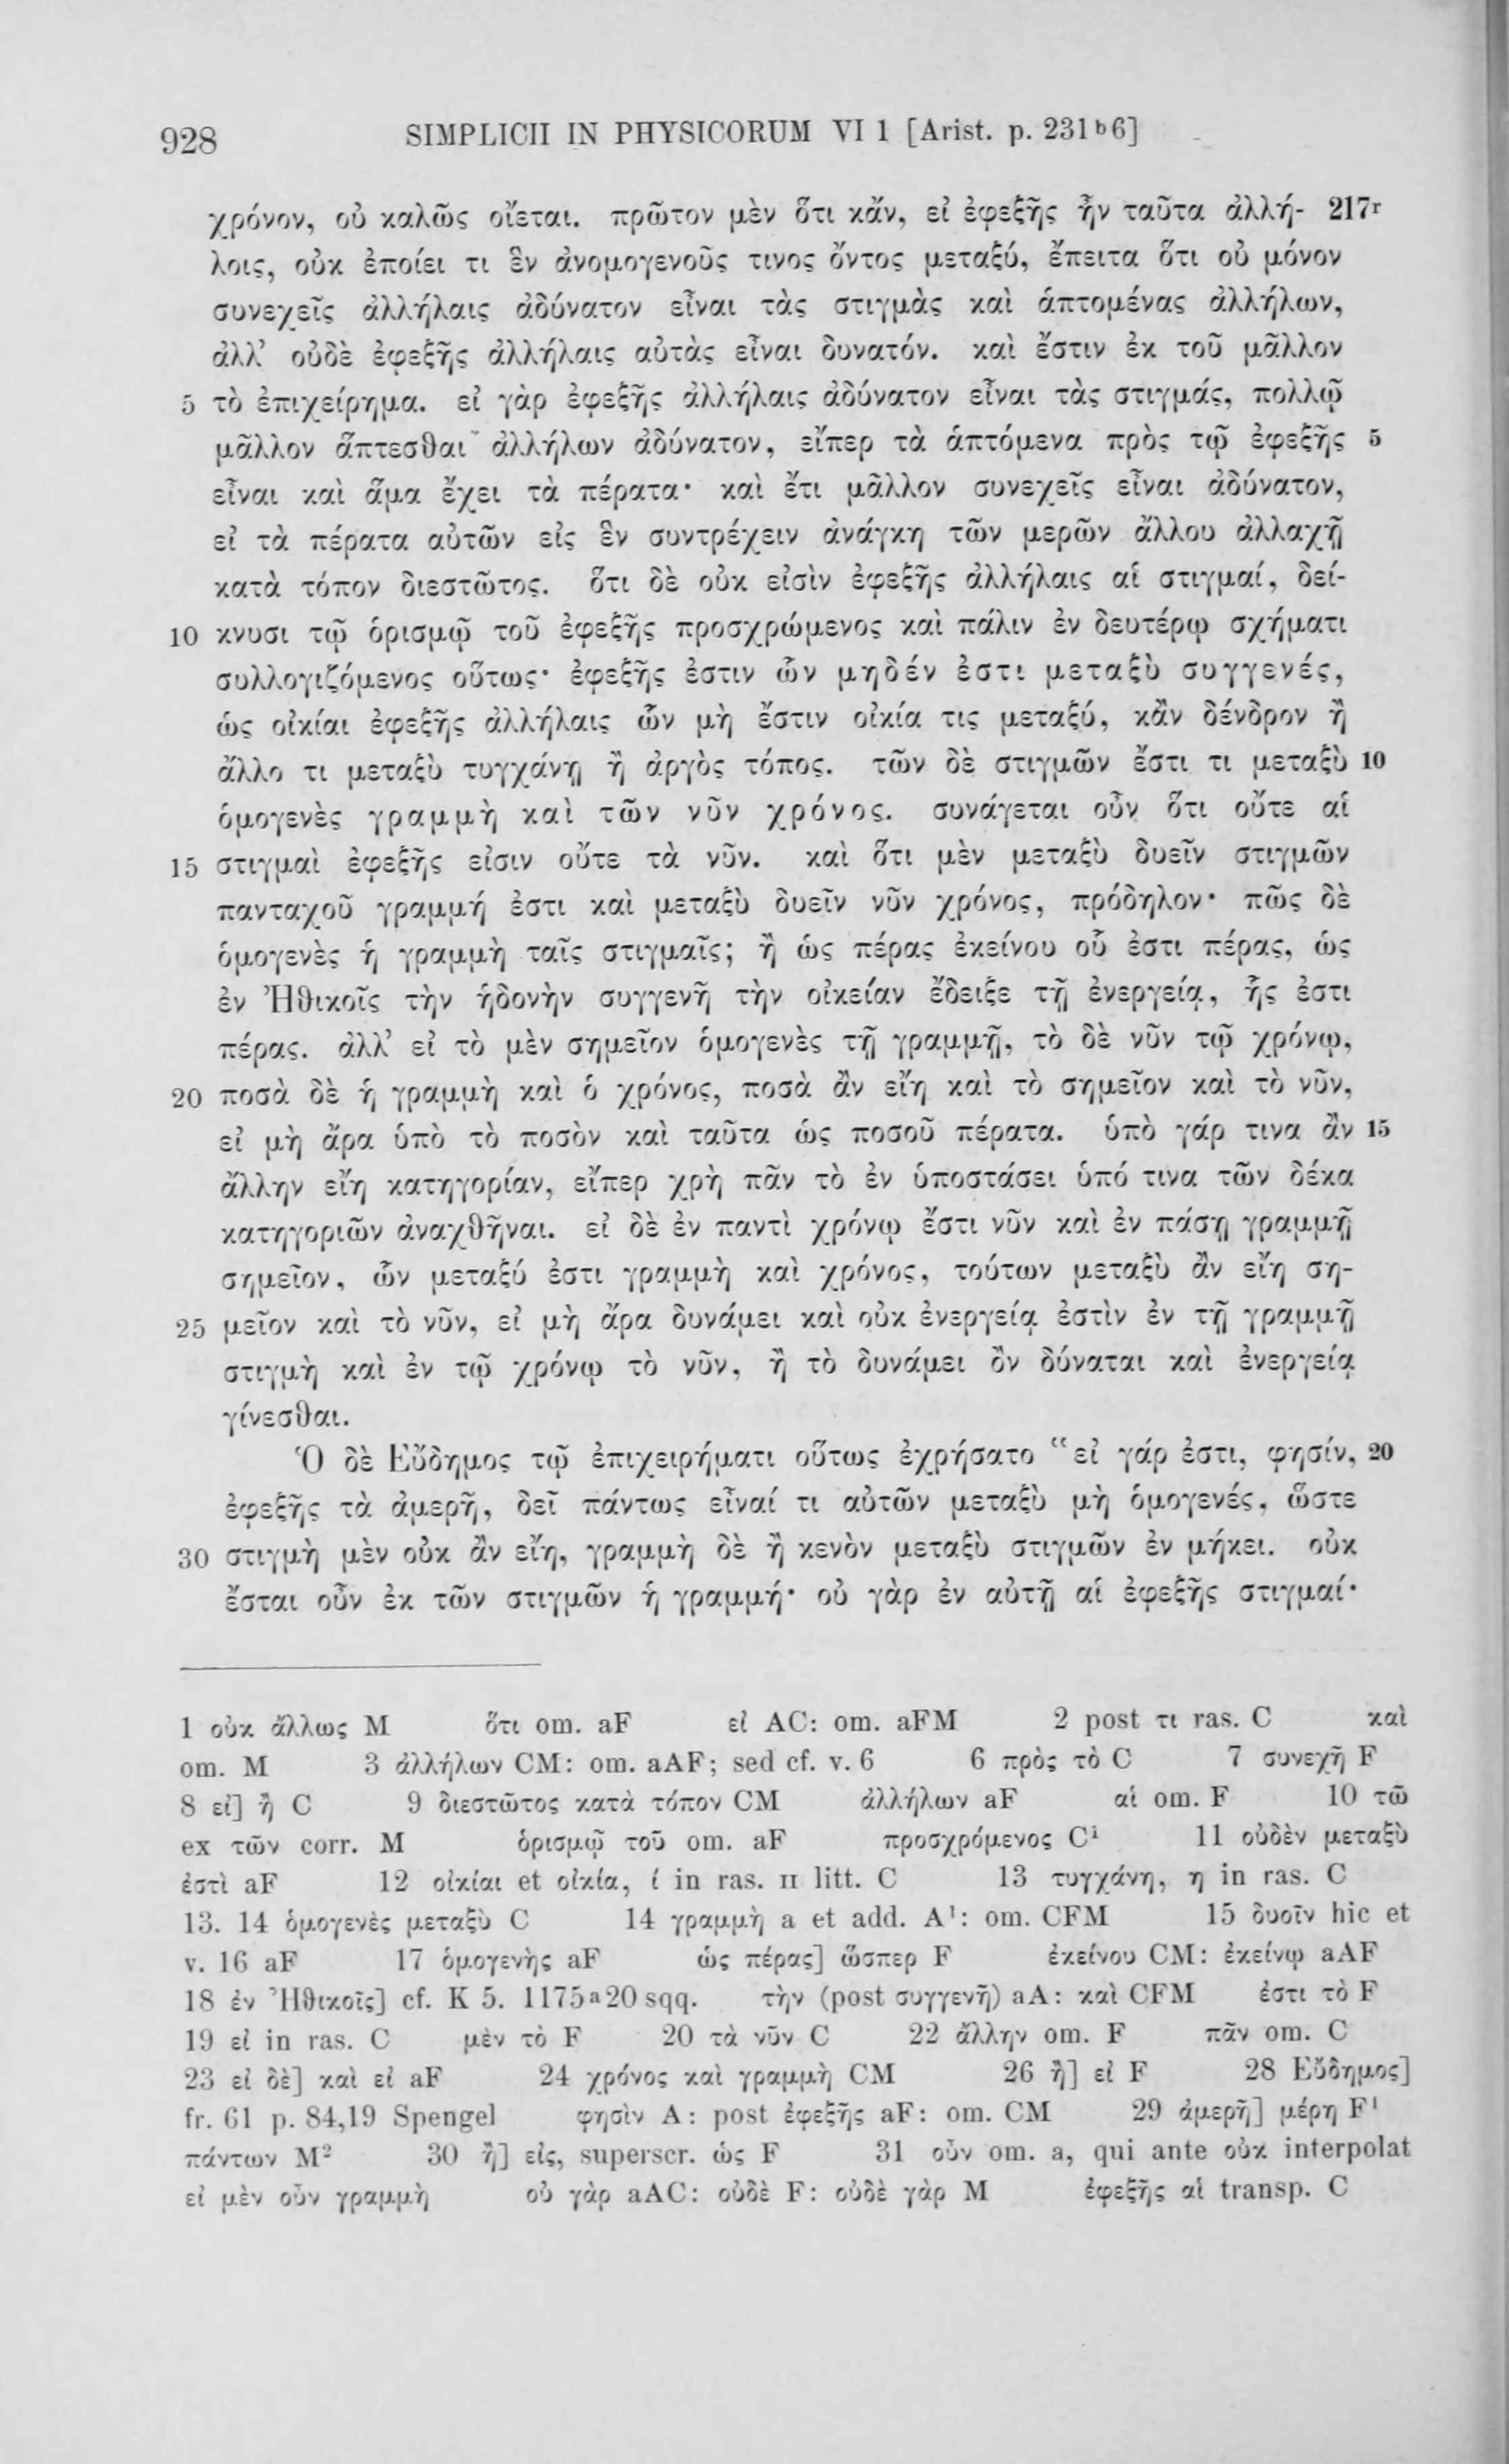 928 SIMPLICII IN PHYSICORUM VI 1 [Arist. p. 231ᵇ6]
χρόνον, οὐ καλῶς οἴεται. πρῶτον μὲν ὅτι κἄν, εἰ ἐφεξῆς ἦν ταῦτα ἀλλή- 217ʳ
λοις, οὐκ ἐποίει τι ἓν ἀνομογενοῦς τινος ὄντος μεταξύ, ἔπειτα ὅτι οὐ μόνον
συνεχεῖς ἀλλήλαις ἀδύνατον εἶναι τὰς στιγμὰς καὶ ἁπτομένας ἀλλήλων,
ἀλλ’ οὐδὲ ἐφεξῆς ἀλλήλαις αὐτὰς εἶναι δυνατόν. καὶ ἔστιν ἐκ τοῦ μᾶλλον
5 τὸ ἐπιχείρημα. εἰ γὰρ ἐφεξῆς ἀλλήλαις ἀδύνατον εἶναι τὰς στιγμάς, πολλῷ
μᾶλλον ἅπτεσθαι ἀλλήλων ἀδύνατον, εἴπερ τὰ ἁπτόμενα πρὸς τῷ ἐφεξῆς 5
εἶναι καὶ ἅμα ἔχει τὰ πέρατα· καὶ ἔτι μᾶλλον συνεχεῖς εἶναι ἀδύνατον,
εἰ τὰ πέρατα αὐτῶν εἰς ἓν συντρέχειν ἀνάγκη τῶν μερῶν ἄλλου ἀλλαχῇ
κατὰ τόπον διεστῶτος. ὅτι δὲ οὐκ εἰσὶν ἐφεξῆς ἀλλήλαις αἱ στιγμαί, δεί-
10 κνυσι τῷ ὁρισμῷ τοῦ ἐφεξῆς προσχρώμενος καὶ πάλιν ἐν δευτέρῳ σχήματι
συλλογιζόμενος οὕτως· ἐφεξῆς ἐστιν ὧν μηδέν ἐστι μεταξὺ συγγενές,
ὡς οἰκίαι ἐφεξῆς ἀλλήλαις ὧν μὴ ἔστιν οἰκία τις μεταξύ, κἂν δένδρον ἢ
ἄλλο τι μεταξὺ τυγχάνῃ ἢ ἀργὸς τόπος. τῶν δὲ στιγμῶν ἔστι τι μεταξὺ 10
ὁμογενὲς γραμμὴ καὶ τῶν νῦν χρόνος. συνάγεται οὖν ὅτι οὔτε αἱ
15 στιγμαὶ ἐφεξῆς εἰσιν οὔτε τὰ νῦν. καὶ ὅτι μὲν μεταξὺ δυεῖν στιγμῶν
πανταχοῦ γραμμή ἐστι καὶ μεταξὺ δυεῖν νῦν χρόνος, πρόδηλον· πῶς δὲ
ὁμογενὲς ἡ γραμμὴ ταῖς στιγμαῖς; ἢ ὡς πέρας ἐκείνου οὗ ἐστι πέρας, ὡς
ἐν Ἠθικοῖς τὴν ἡδονὴν συγγενῆ τὴν οἰκείαν ἔδειξε τῇ ἐνεργείᾳ, ἧς ἐστι
πέρας. ἀλλ’ εἰ τὸ μὲν σημεῖον ὁμογενὲς τῇ γραμμῇ, τὸ δὲ νῦν τῷ χρόνῳ,
20 ποσὰ δὲ ἡ γραμμὴ καὶ ὁ χρόνος, ποσὰ ἂν εἴη καὶ τὸ σημεῖον καὶ τὸ νῦν,
εἰ μὴ ἄρα ὑπὸ τὸ ποσὸν καὶ ταῦτα ὡς ποσοῦ πέρατα. ὑπὸ γάρ τινα ἂν 15
ἄλλην εἴη κατηγορίαν, εἴπερ χρὴ πᾶν τὸ ἐν ὑποστάσει ὑπό τινα τῶν δέκα
κατηγοριῶν ἀναχθῆναι. εἰ δὲ ἐν παντὶ χρόνῳ ἔστι νῦν καὶ ἐν πάσῃ γραμμῇ
σημεῖον, ὧν μεταξύ ἐστι γραμμὴ καὶ χρόνος, τούτων μεταξὺ ἂν εἴη ση-
25 μεῖον καὶ τὸ νῦν, εἰ μὴ ἄρα δυνάμει καὶ οὐκ ἐνεργείᾳ ἐστὶν ἐν τῇ γραμμῇ
στιγμὴ καὶ ἐν τῷ χρόνῳ τὸ νῦν, ἢ τὸ δυνάμει ὂν δύναται καὶ ἐνεργείᾳ
γίνεσθαι.
Ὁ δὲ Εὔδημος τῷ ἐπιχειρήματι οὕτως ἐχρήσατο “εἰ γάρ ἐστι, φησίν, 20
ἐφεξῆς τὰ ἀμερῆ, δεῖ πάντως εἶναί τι αὐτῶν μεταξὺ μὴ ὁμογενές, ὥστε
30 στιγμὴ μὲν οὐκ ἂν εἴη, γραμμὴ δὲ ἢ κενὸν μεταξὺ στιγμῶν ἐν μήκει. οὐκ
ἔσται οὖν ἐκ τῶν στιγμῶν ἡ γραμμή· οὐ γὰρ ἐν αὐτῇ αἱ ἐφεξῆς στιγμαί·
1 οὐκ ἄλλως M ὅτι om. aF εἰ AC: om. aFM 2 post τι ras. C καὶ
om. M 3 ἀλλήλων CM: om. aAF; sed cf. v. 6 6 πρὸς τὸ C 7 συνεχῆ F
8 εἰ] ἢ C 9 διεστῶτος κατὰ τόπον CM ἀλλήλων aF αἱ om. F 10 τῶ
ex τῶν corr. M ὁρισμῷ τοῦ om. aF προσχρόμενος C¹ 11 οὐδὲν μεταξὺ
ἐστὶ aF 12 οἰκίαι et οἰκία, ί in ras. II litt. C 13 τυγχάνη, η in ras. C
13. 14 ὁμογενὲς μεταξὺ C 14 γραμμὴ a et add. A¹: om. CFM 15 δυοῖν hic et
v. 16 aF 17 ὁμογενὴς aF ὡς πέρας] ὥσπερ F ἐκείνου CM: ἐκείνῳ aAF
18 ἐν Ἠθικοῖς] cf. K 5. 1175ᵃ20 sqq. τὴν (post συγγενῆ) aA: καὶ CFM ἐστι τὸ F
19 εἰ in ras. C μὲν τὸ F 20 τὰ νῦν C 22 ἄλλην om. F πᾶν om. C
23 εἰ δὲ] καὶ εἰ aF 24 χρόνος καὶ γραμμὴ CM 26 ἢ] εἰ F 28 Εὔδημος]
fr. 61 p. 84,19 Spengel φησὶν A: post ἐφεξῆς aF: om. CM 29 ἀμερῆ] μέρη F¹
πάντων M² 30 ἢ] εἰς, superscr. ὡς F 31 οὖν om. a, qui ante οὐκ interpolat
εἰ μὲν οὖν γραμμὴ οὐ γὰρ aAC: οὐδὲ F: οὐδὲ γὰρ M ἐφεξῆς αἱ transp. C